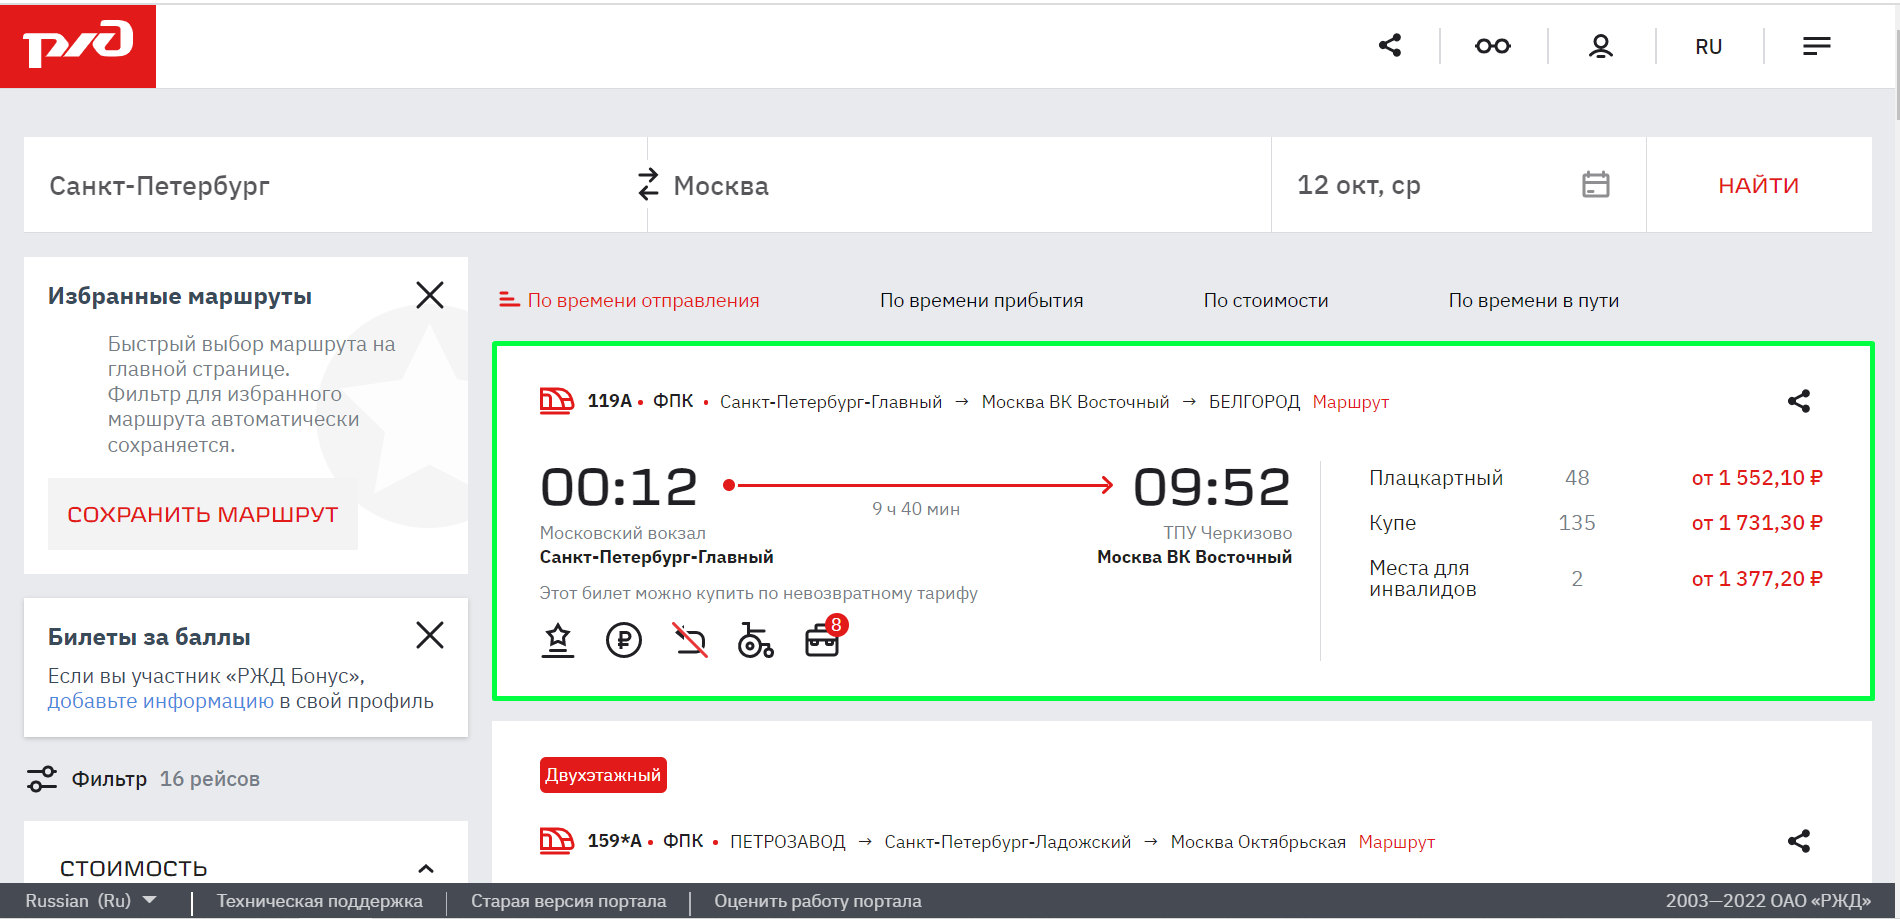 РЖД
RU
Санкт-Петербург
Москва
12 окт, ср
НАЙТИ
Избранные маршруты
Быстрый выбор маршрута на
главной странице.
Фильтр для избранного
маршрута автоматически
сохраняется.
СОХРАНИТЬ МАРШРУТ
Билеты за баллы
Если вы участник «РЖД Бонус»,
добавьте информацию в свой профиль
Фильтр 16 рейсов
СТОИМОСТЬ
По времени отправления
По времени прибытия
По стоимости
По времени в пути
119А • ФПК • Санкт-Петербург-Главный → Москва ВК Восточный → БЕЛГОРОД Маршрут
00:12
9 ч 40 мин
09:52
Московский вокзал
Санкт-Петербург-Главный
ТПУ Черкизово
Москва ВК Восточный
Этот билет можно купить по невозвратному тарифу
8
Плацкартный 48 от 1 552,10 ₽
Купе 135 от 1 731,30 ₽
Места для
инвалидов 2 от 1 377,20 ₽
Двухэтажный
159*А • ФПК • ПЕТРОЗАВОД → Санкт-Петербург-Ладожский → Москва Октябрьская Маршрут
Russian (Ru)
Техническая поддержка
Старая версия портала
Оценить работу портала
2003—2022 ОАО «РЖД»